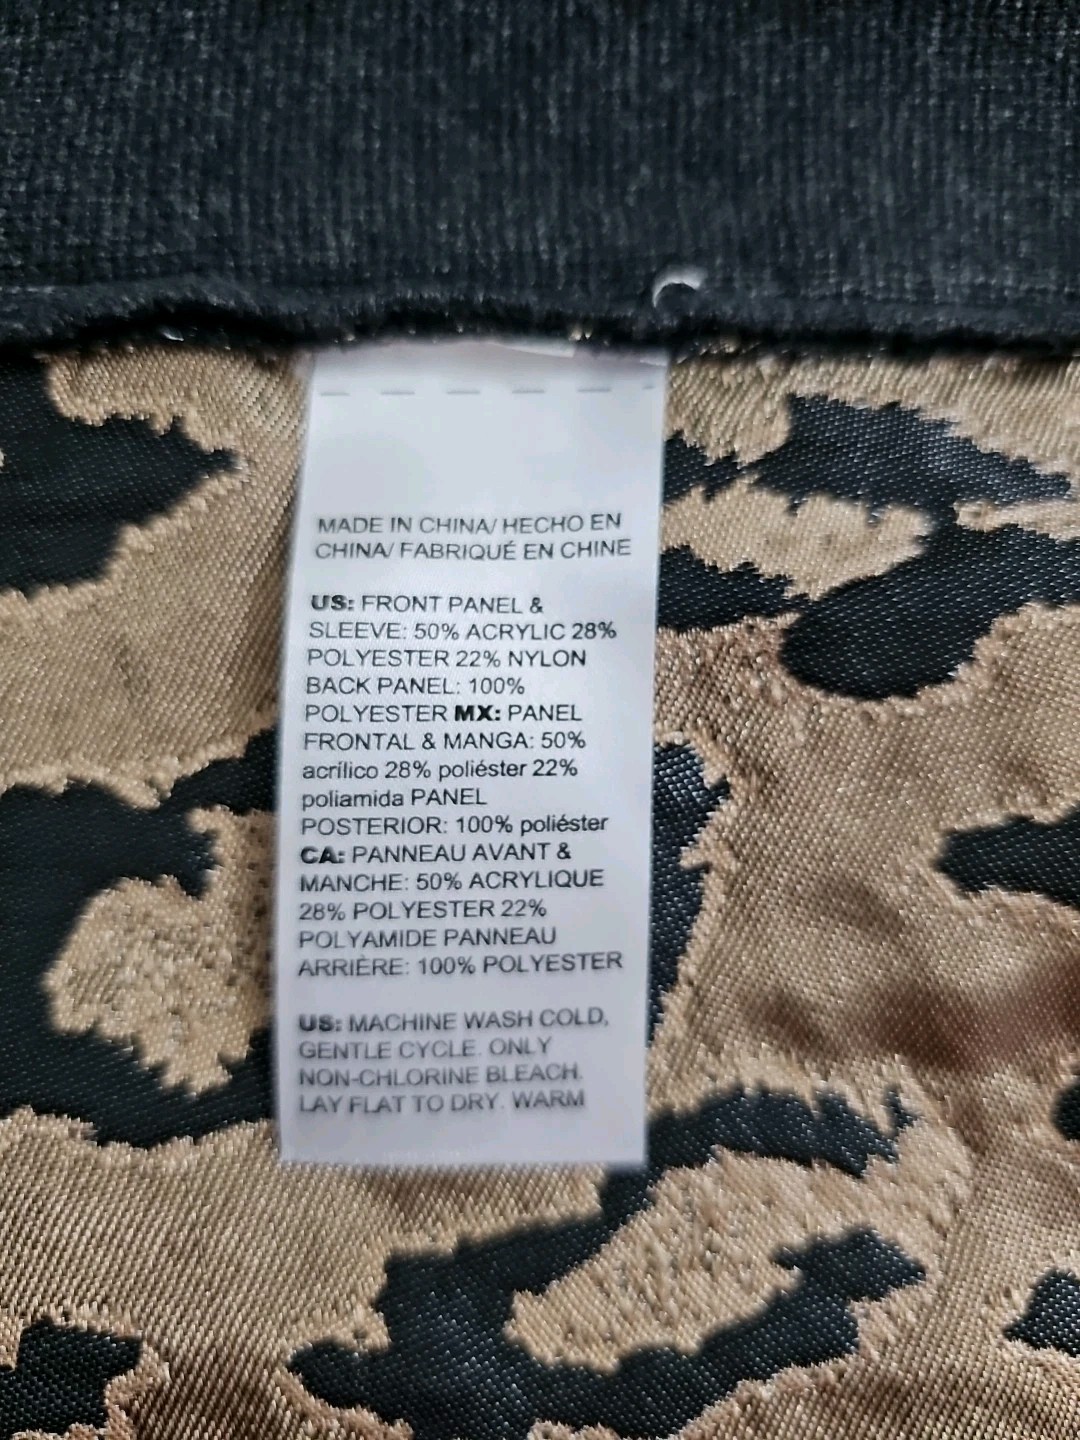 MADE IN CHINA/ HECHO EN
CHINA/ FABRIQUÉ EN CHINE
US: FRONT PANEL &
SLEEVE: 50% ACRYLIC 28%
POLYESTER 22% NYLON
BACK PANEL: 100%
POLYESTER MX: PANEL
FRONTAL & MANGA: 50%
acrílico 28% poliéster 22%
poliamida PANEL
POSTERIOR: 100% poliéster
CA: PANNEAU AVANT &
MANCHE: 50% ACRYLIQUE
28% POLYESTER 22%
POLYAMIDE PANNEAU
ARRIÈRE: 100% POLYESTER
US: MACHINE WASH COLD,
GENTLE CYCLE. ONLY
NON-CHLORINE BLEACH.
LAY FLAT TO DRY. WARM